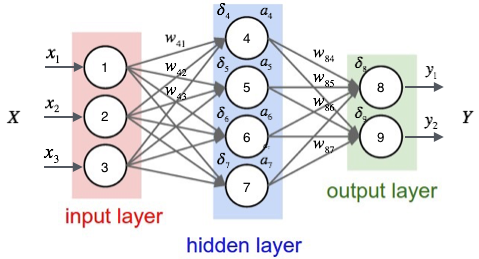 X
x₁
x₂
x₃
1
2
3
input layer
w₄₁
w₄₂
w₄₃
δ₄ 4 a₄
δ₅ 5 a₅
δ₆ 6 a₆
δ₇ 7 a₇
hidden layer
w₈₄
w₈₅
w₈₆
w₈₇
δ₈ 8
δ₉ 9
output layer
y₁
y₂
Y